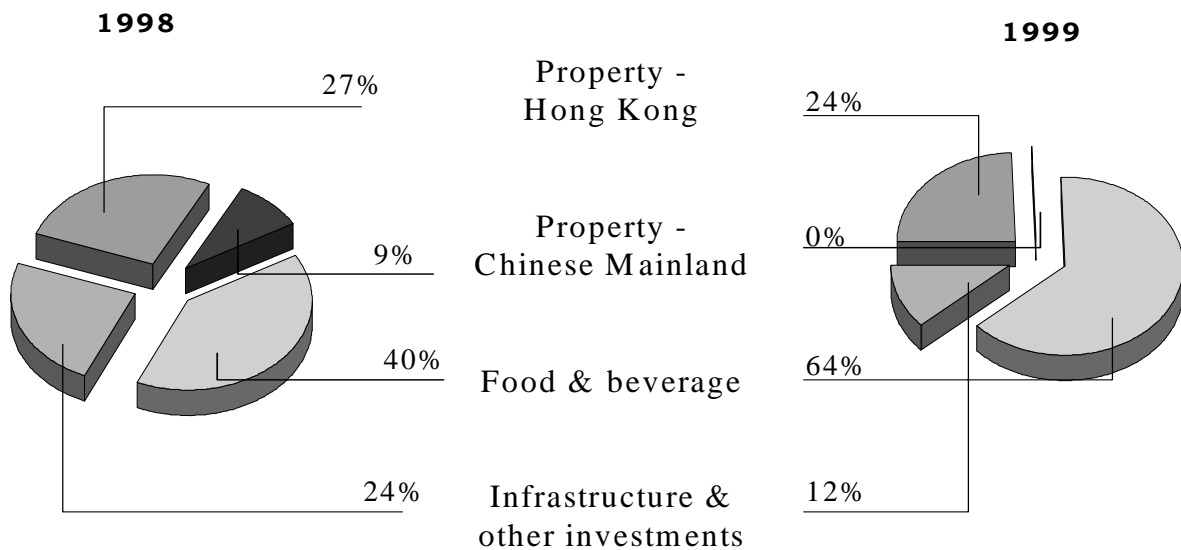 1998
1999
27%
Property -
Hong Kong
24%
9%
Property -
Chinese Mainland
0%
40%
Food & beverage
64%
24%
Infrastructure &
other investments
12%